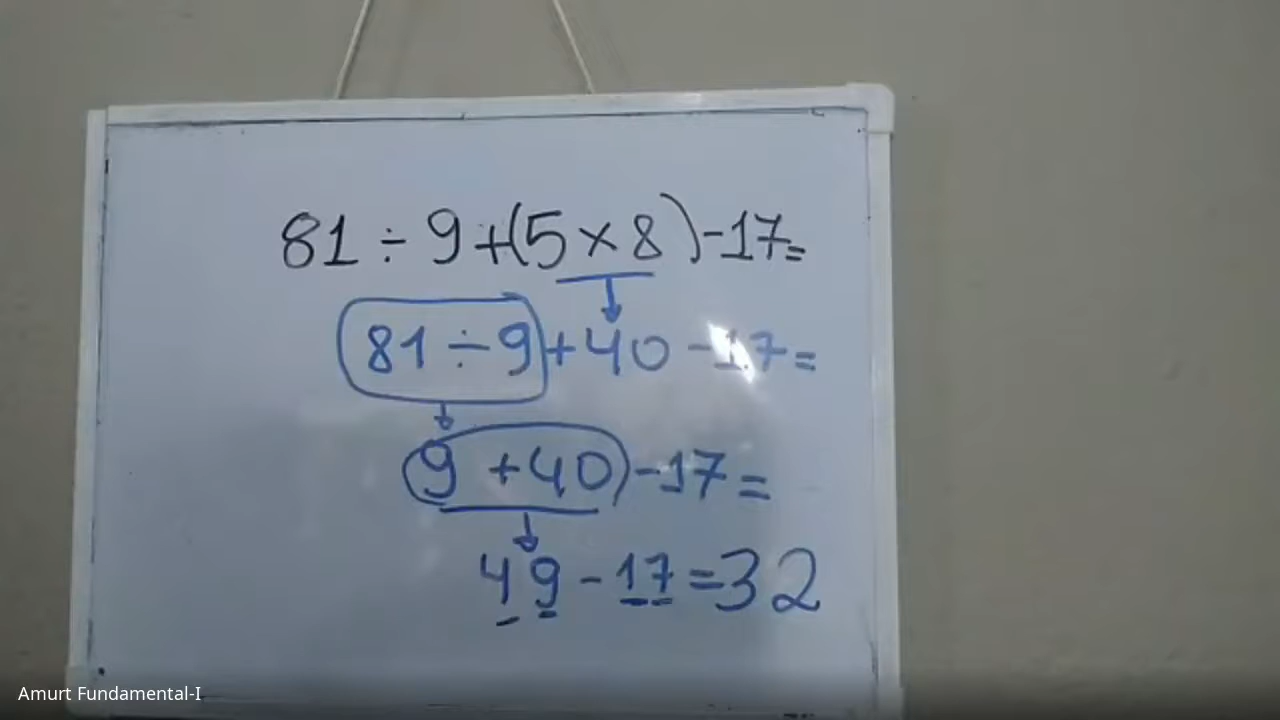 81 ÷ 9 + (5 × 8) - 17 =
81 ÷ 9 + 40 - 17 =
9 + 40 - 17 =
49 - 17 = 32
Amurt Fundamental-I